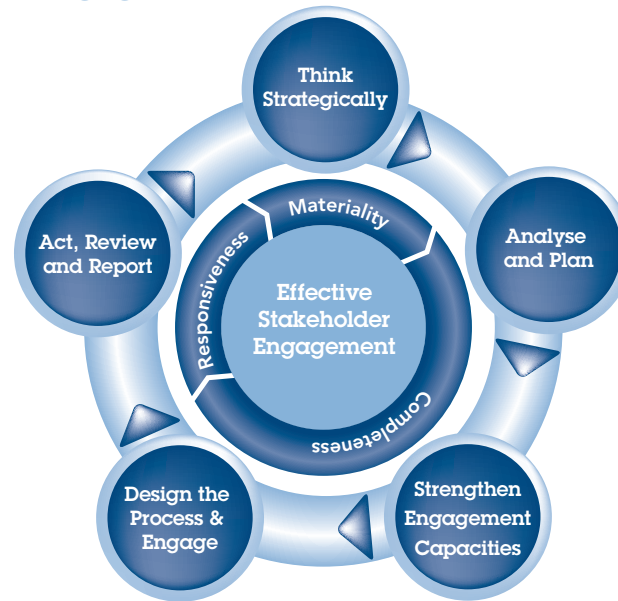 Think
Strategically
Analyse
and Plan
Strengthen
Engagement
Capacities
Design the
Process &
Engage
Act, Review
and Report
Materiality
Completeness
Responsiveness
Effective
Stakeholder
Engagement